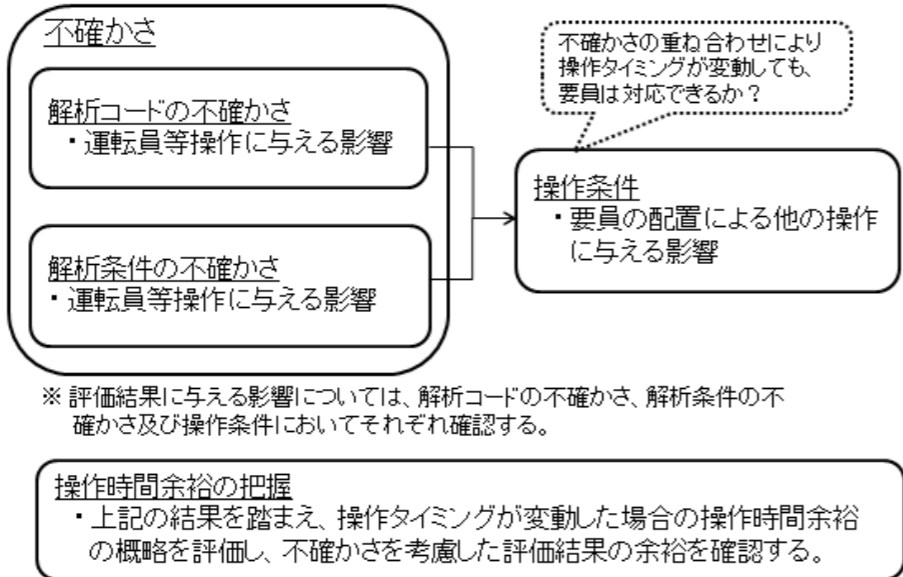 不確かさ
解析コードの不確かさ
・運転員等操作に与える影響
解析条件の不確かさ
・運転員等操作に与える影響
不確かさの重ね合わせにより
操作タイミングが変動しても、
要員は対応できるか？
操作条件
・要員の配置による他の操作
に与える影響
※ 評価結果に与える影響については、解析コードの不確かさ、解析条件の不
確かさ及び操作条件においてそれぞれ確認する。
操作時間余裕の把握
・上記の結果を踏まえ、操作タイミングが変動した場合の操作時間余裕
の概略を評価し、不確かさを考慮した評価結果の余裕を確認する。